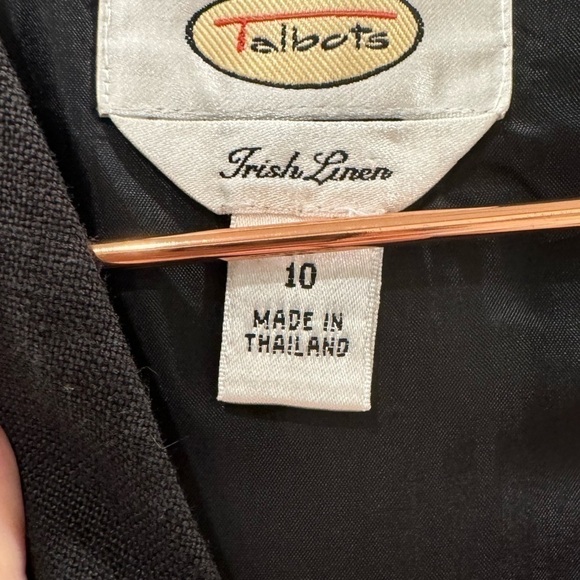 Talbots
Irish Linen
10
MADE IN
THAILAND